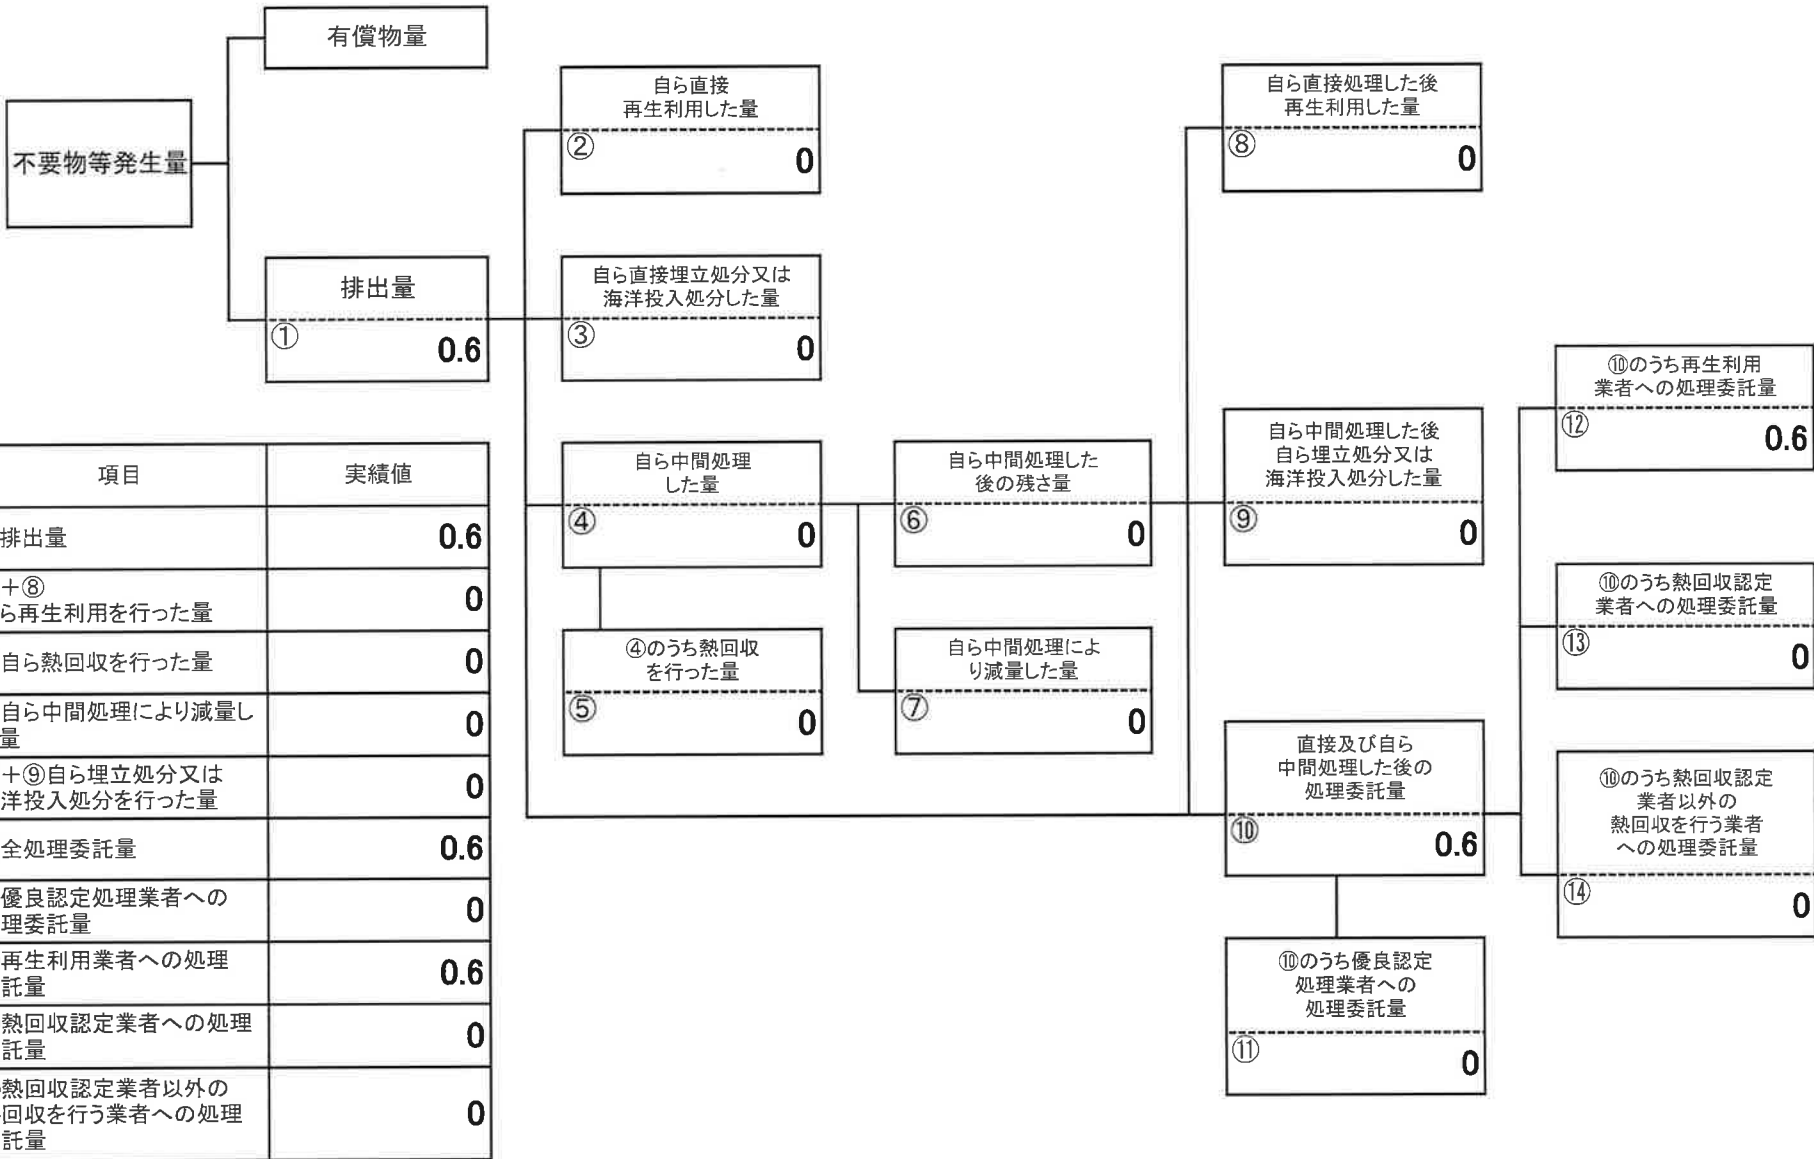 有償物量
不要物等発生量
排出量
①
0.6
自ら直接
再生利用した量
②
0
自ら直接埋立処分又は
海洋投入処分した量
③
0
自ら中間処理
した量
④
0
④のうち熱回収
を行った量
⑤
0
自ら中間処理した
後の残さ量
⑥
0
自ら中間処理によ
り減量した量
⑦
0
自ら直接処理した後
再生利用した量
⑧
0
自ら中間処理した後
自ら埋立処分又は
海洋投入処分した量
⑨
0
直接及び自ら
中間処理した後の
処理委託量
⑩
0.6
⑩のうち優良認定
処理業者への
処理委託量
⑪
0
⑩のうち再生利用
業者への処理委託量
⑫
0.6
⑩のうち熱回収認定
業者への処理委託量
⑬
0
⑩のうち熱回収認定
業者以外の
熱回収を行う業者
への処理委託量
⑭
0
項目 実績値
排出量 0.6
+⑧
ら再生利用を行った量 0
自ら熱回収を行った量 0
自ら中間処理により減量し
量 0
+⑨自ら埋立処分又は
洋投入処分を行った量 0
全処理委託量 0.6
優良認定処理業者への
理委託量 0
再生利用業者への処理
託量 0.6
熱回収認定業者への処理
託量 0
熱回収認定業者以外の
回収を行う業者への処理
託量 0